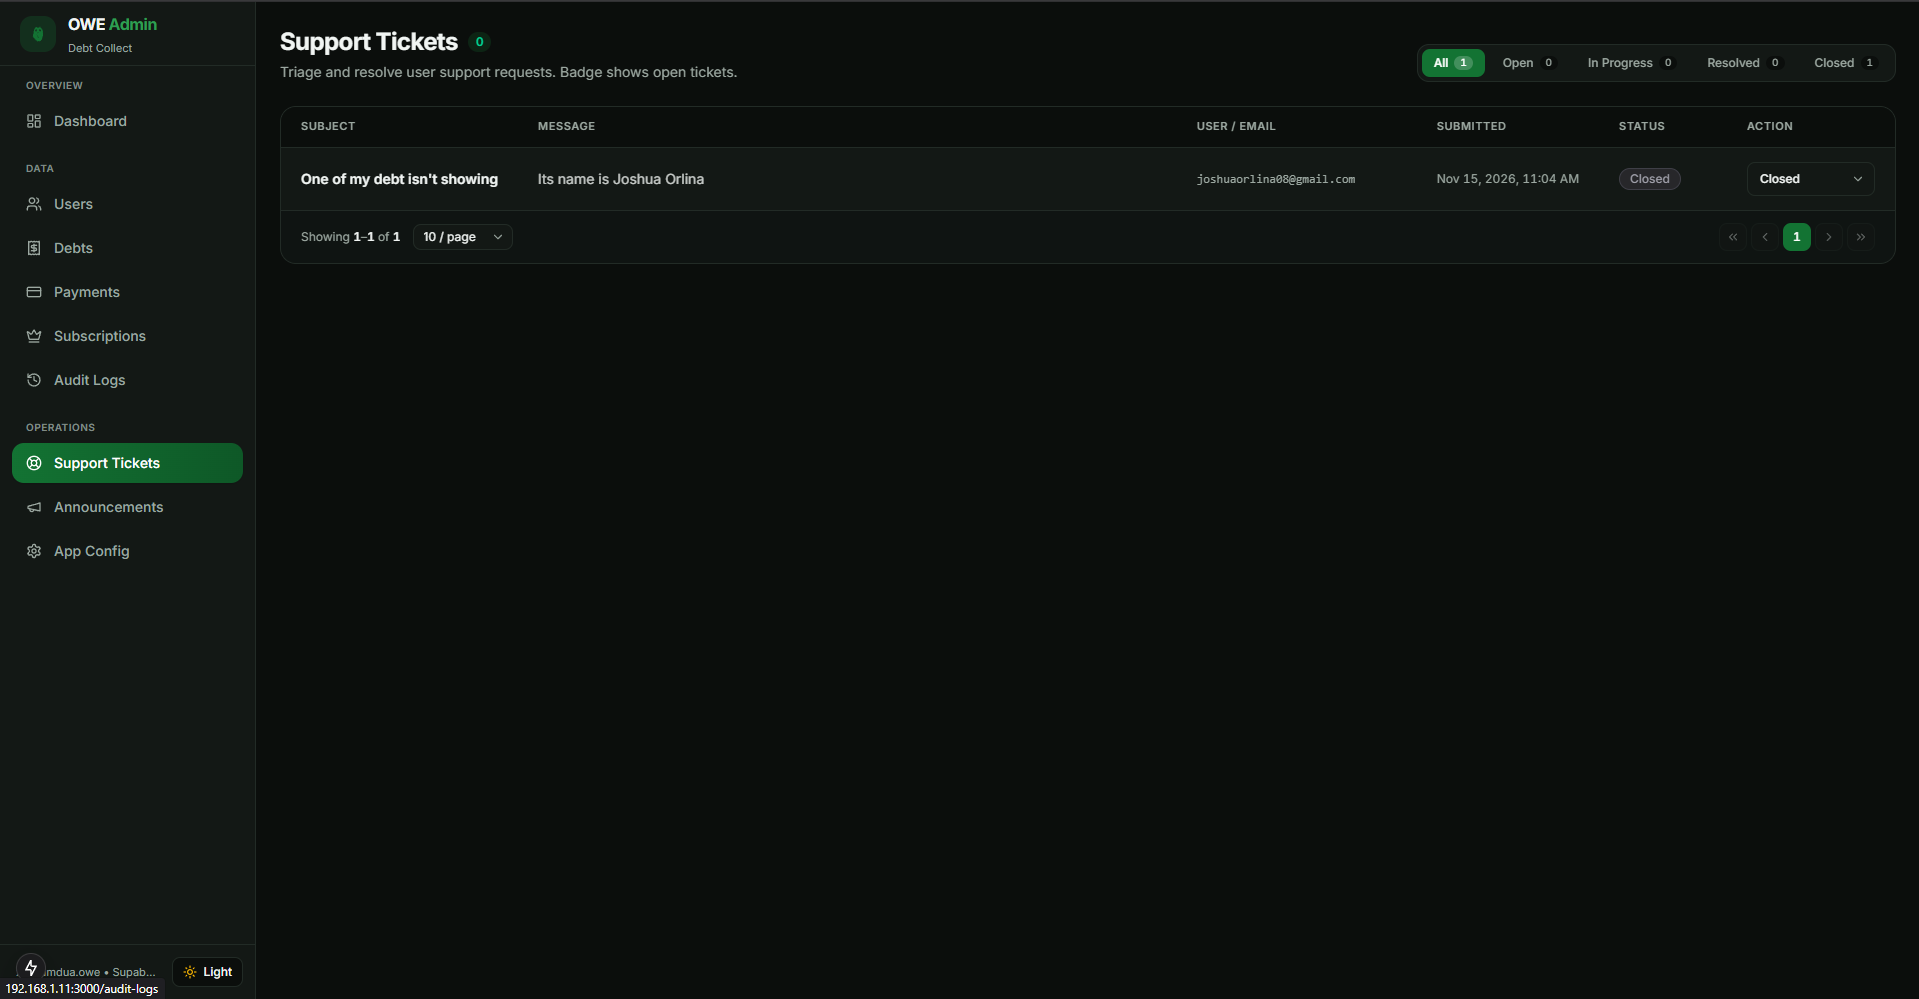 OWE Admin
Debt Collect
OVERVIEW
Dashboard
DATA
Users
Debts
Payments
Subscriptions
Audit Logs
OPERATIONS
Support Tickets
Announcements
App Config
mdua.owe • Supab...
Light
192.168.1.11:3000/audit-logs
Support Tickets 0
Triage and resolve user support requests. Badge shows open tickets.
All 1 Open 0 In Progress 0 Resolved 0 Closed 1
SUBJECT MESSAGE USER / EMAIL SUBMITTED STATUS ACTION
One of my debt isn't showing Its name is Joshua Orlina joshuaorlina08@gmail.com Nov 15, 2026, 11:04 AM Closed Closed
Showing 1–1 of 1 10 / page « ‹ 1 › »